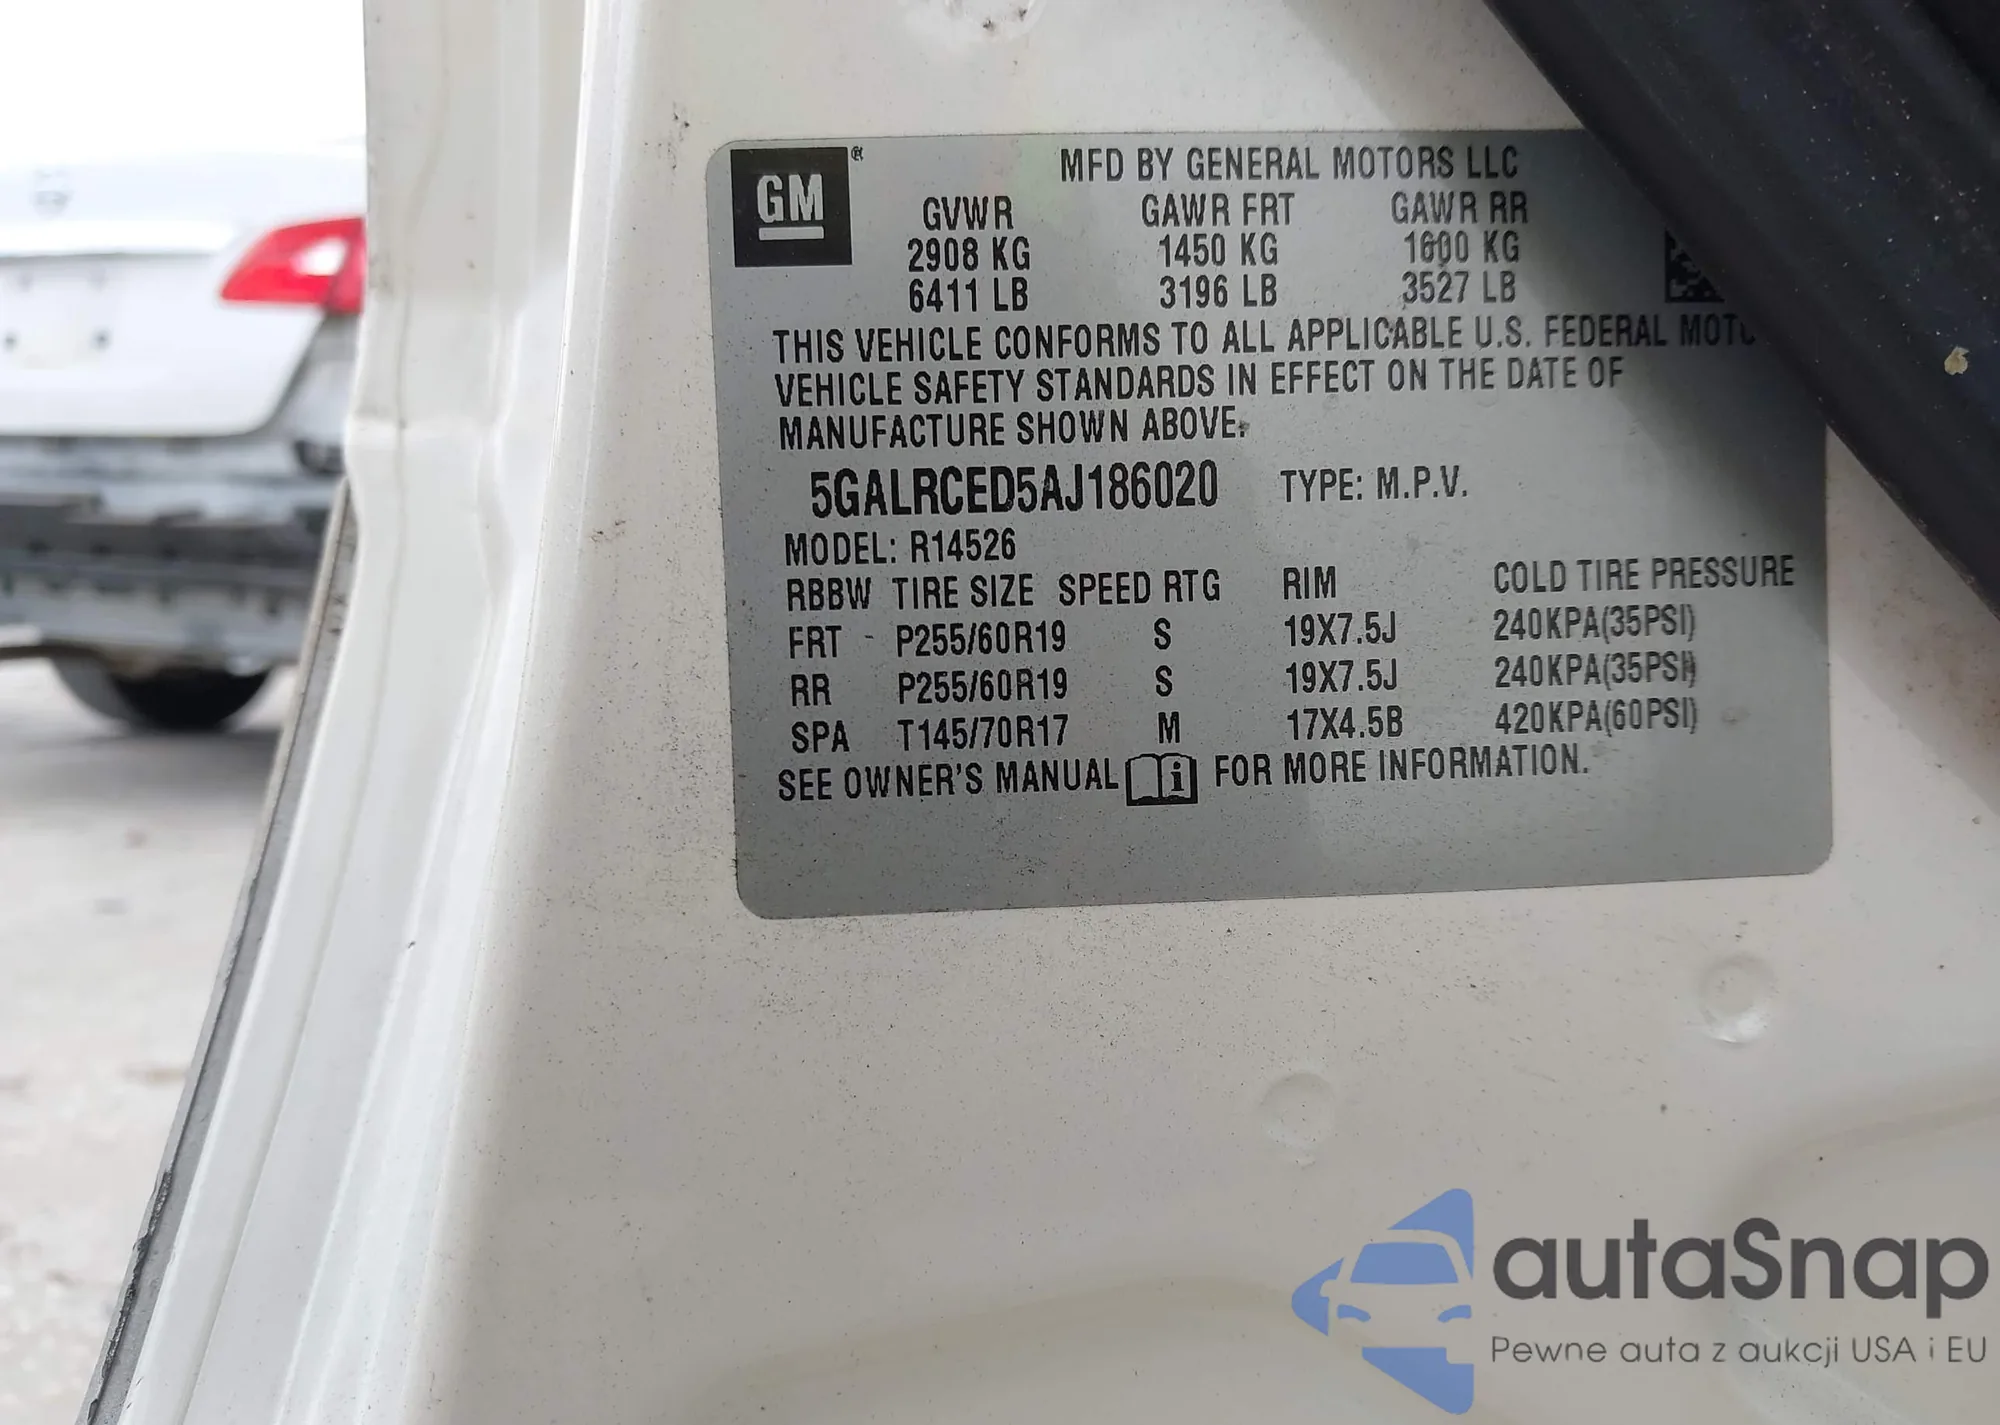 GM ®
MFD BY GENERAL MOTORS LLC
GVWR GAWR FRT GAWR RR
2908 KG 1450 KG 1600 KG
6411 LB 3196 LB 3527 LB
THIS VEHICLE CONFORMS TO ALL APPLICABLE U.S. FEDERAL
VEHICLE SAFETY STANDARDS IN EFFECT ON THE DATE OF
MANUFACTURE SHOWN ABOVE.
5GALRCED5AJ186020 TYPE: M.P.V.
MODEL: R14526
RBBW TIRE SIZE SPEED RTG RIM COLD TIRE PRESSURE
FRT - P255/60R19 S 19X7.5J 240KPA(35PSI)
RR P255/60R19 S 19X7.5J 240KPA(35PSI)
SPA T145/70R17 M 17X4.5B 420KPA(60PSI)
SEE OWNER'S MANUAL i FOR MORE INFORMATION.
autaSnap
Pewne auta z aukcji USA i EU